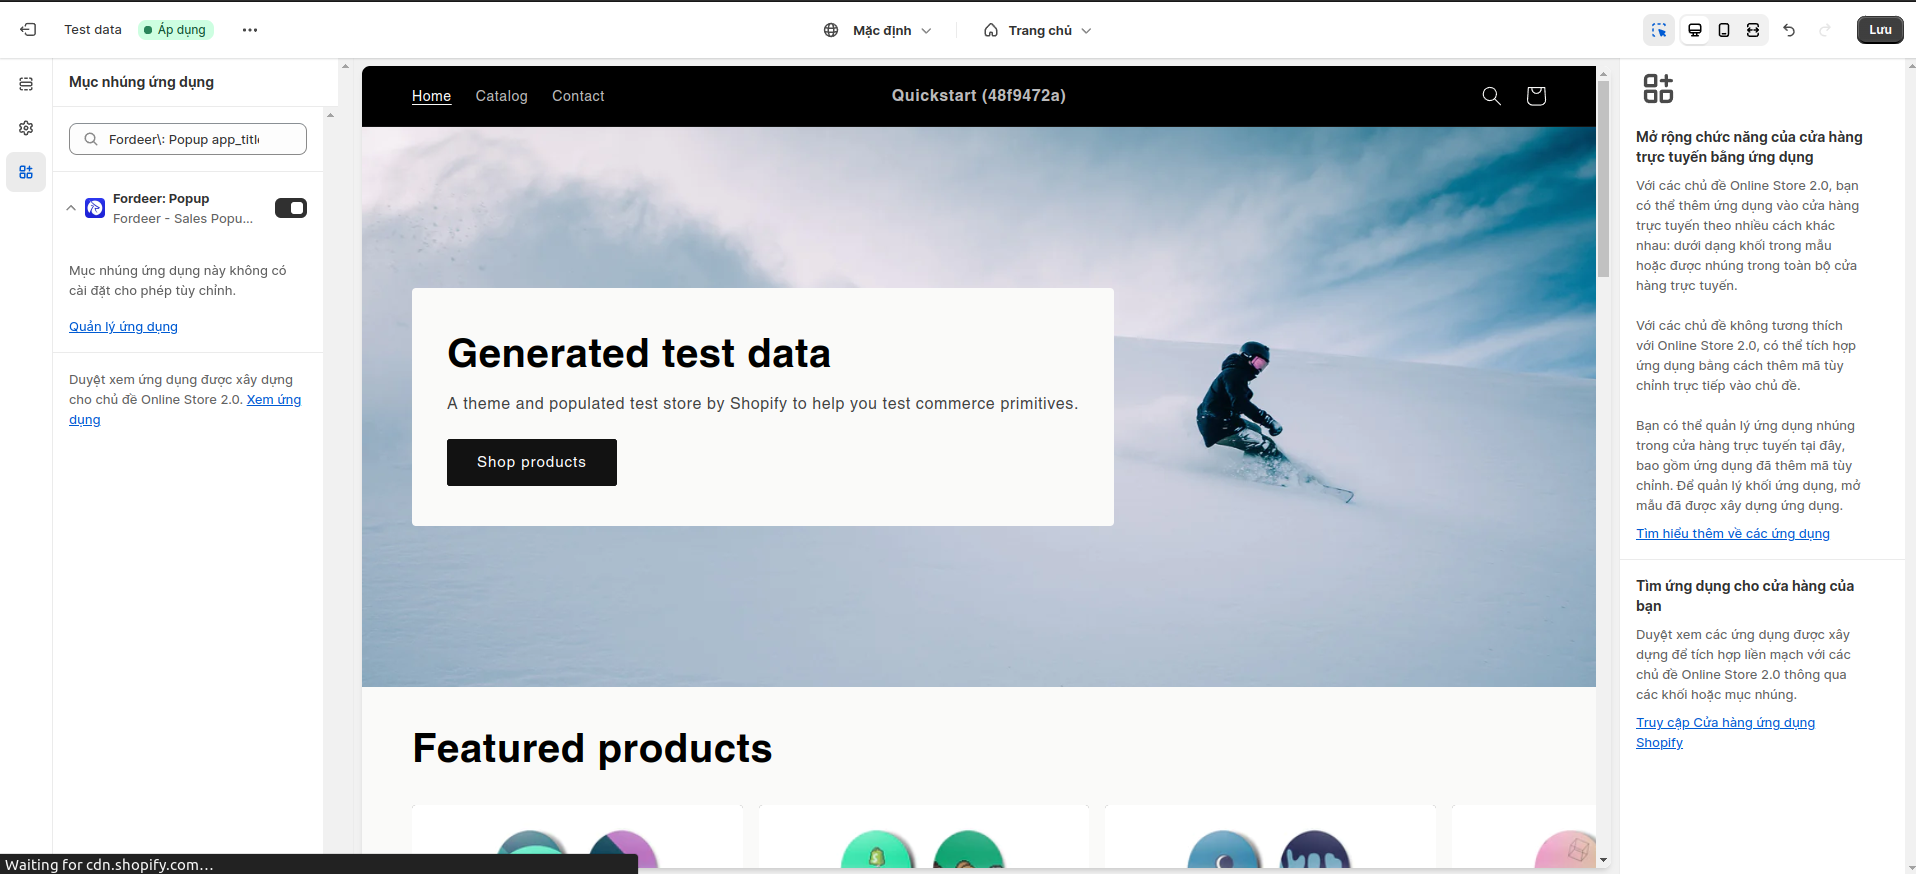 Test data
Áp dụng
Mặc định
Trang chủ
Lưu
Mục nhúng ứng dụng
Fordeer\: Popup app_title
Fordeer: Popup
Fordeer - Sales Popu...
Mục nhúng ứng dụng này không có
cài đặt cho phép tùy chỉnh.
Quản lý ứng dụng
Duyệt xem ứng dụng được xây dựng
cho chủ đề Online Store 2.0. Xem ứng
dụng
Home
Catalog
Contact
Quickstart (48f9472a)
Generated test data
A theme and populated test store by Shopify to help you test commerce primitives.
Shop products
Featured products
Mở rộng chức năng của cửa hàng
trực tuyến bằng ứng dụng
Với các chủ đề Online Store 2.0, bạn
có thể thêm ứng dụng vào cửa hàng
trực tuyến theo nhiều cách khác
nhau: dưới dạng khối trong mẫu
hoặc được nhúng trong toàn bộ cửa
hàng trực tuyến.
Với các chủ đề không tương thích
với Online Store 2.0, có thể tích hợp
ứng dụng bằng cách thêm mã tùy
chỉnh trực tiếp vào chủ đề.
Bạn có thể quản lý ứng dụng nhúng
trong cửa hàng trực tuyến tại đây,
bao gồm ứng dụng đã thêm mã tùy
chỉnh. Để quản lý khối ứng dụng, mở
mẫu đã được xây dựng ứng dụng.
Tìm hiểu thêm về các ứng dụng
Tìm ứng dụng cho cửa hàng của
bạn
Duyệt xem các ứng dụng được xây
dựng để tích hợp liền mạch với các
chủ đề Online Store 2.0 thông qua
các khối hoặc mục nhúng.
Truy cập Cửa hàng ứng dụng
Shopify
Waiting for cdn.shopify.com...